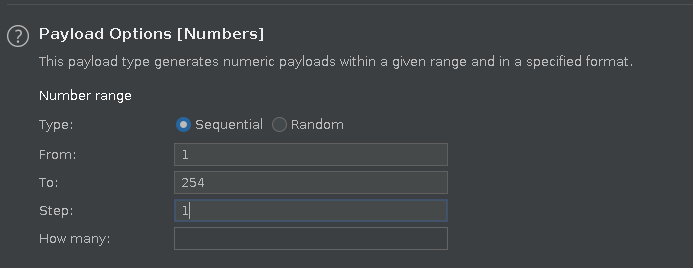 ? Payload Options [Numbers]
This payload type generates numeric payloads within a given range and in a specified format.
Number range
Type: Sequential Random
From: 1
To: 254
Step: 1
How many: